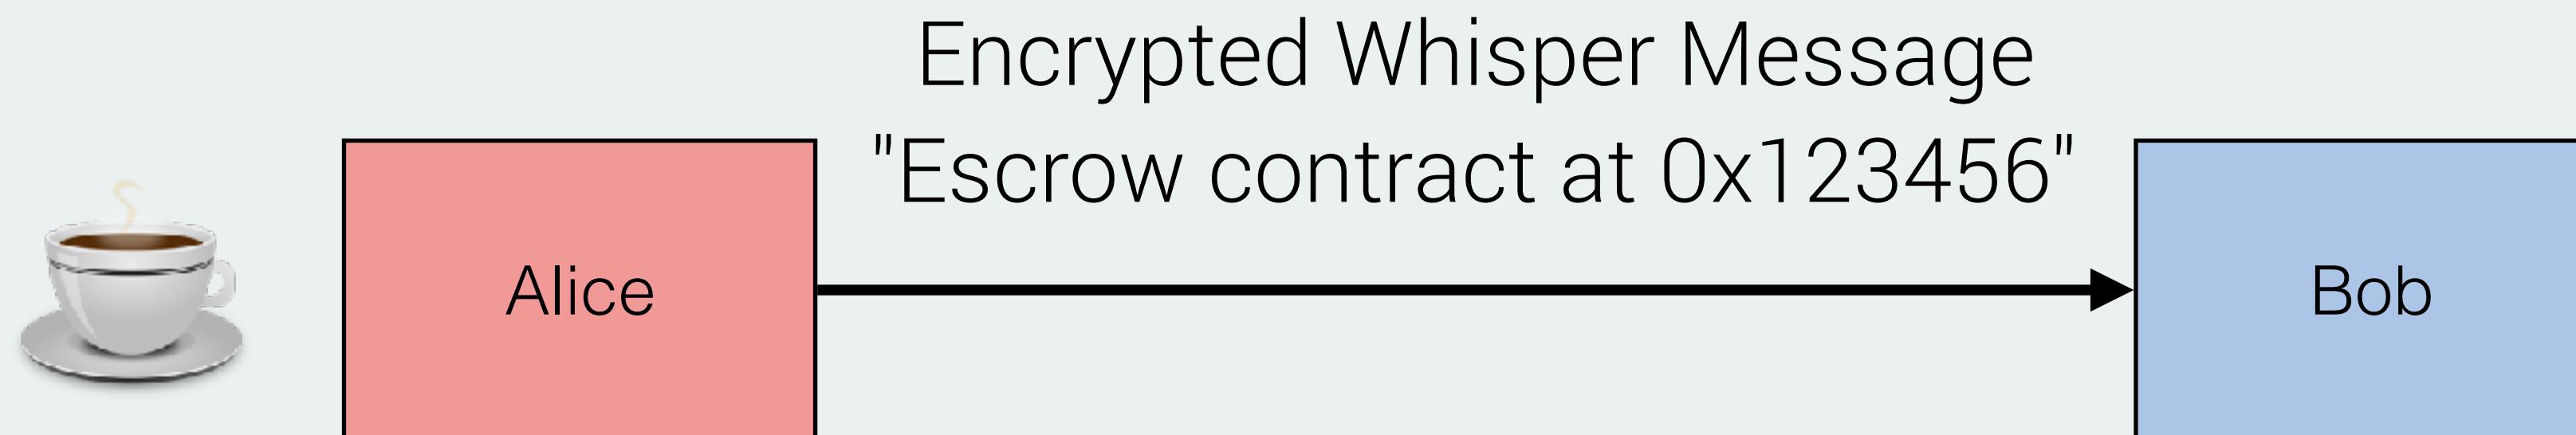 Encrypted Whisper Message
"Escrow contract at 0x123456"
Alice
Bob